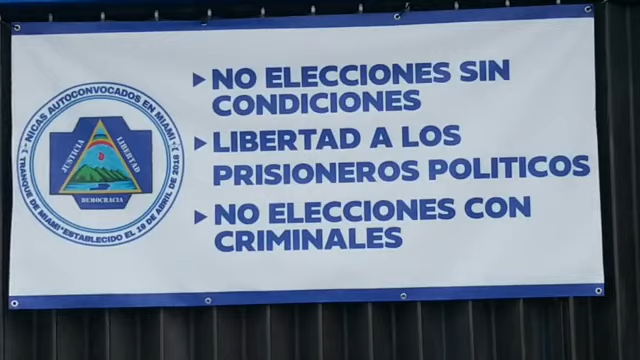 NO ELECCIONES SIN
CONDICIONES
LIBERTAD A LOS
PRISIONEROS POLITICOS
NO ELECCIONES CON
CRIMINALES
NICAS AUTOCONVOCADOS EN MIAMI
TRANQUE DE MIAMI*ESTABLECIDO EL 19 DE ABRIL DE 2018
JUSTICIA
LIBERTAD
DEMOCRACIA